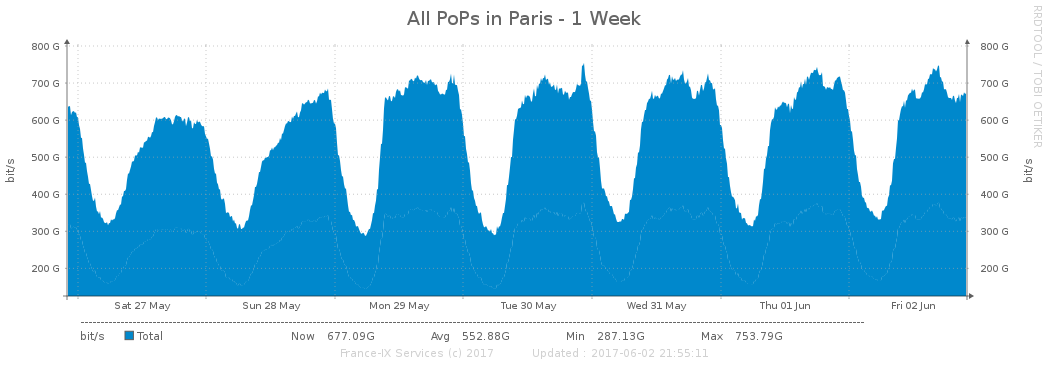 All PoPs in Paris - 1 Week
RRDTOOL / TOBI OETIKER
800 G 800 G
700 G 700 G
600 G 600 G
500 G 500 G
400 G 400 G
300 G 300 G
200 G 200 G
bit/s bit/s
Sat 27 May Sun 28 May Mon 29 May Tue 30 May Wed 31 May Thu 01 Jun Fri 02 Jun
bit/s Total Now 677.09G Avg 552.88G Min 287.13G Max 753.79G
France-IX Services (c) 2017 Updated : 2017-06-02 21:55:11